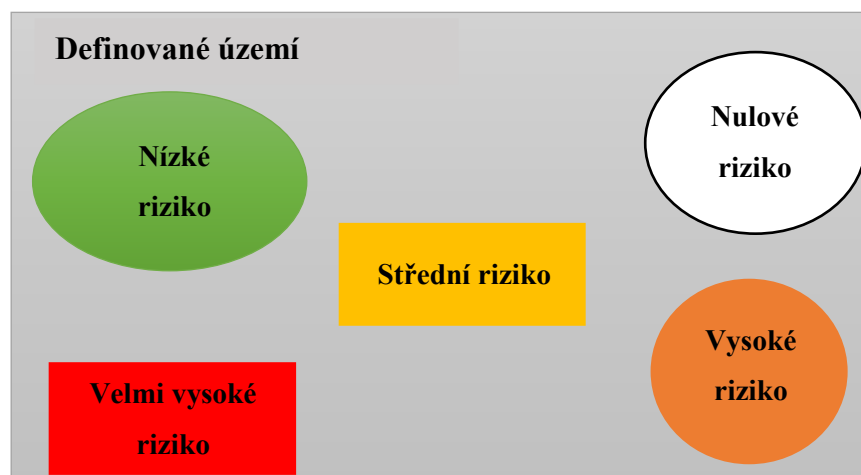 Definované území
Nízké
riziko
Nulové
riziko
Střední riziko
Vysoké
riziko
Velmi vysoké
riziko